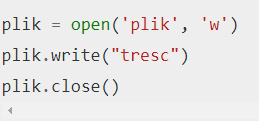 plik = open('plik', 'w')
plik.write("tresc")
plik.close()